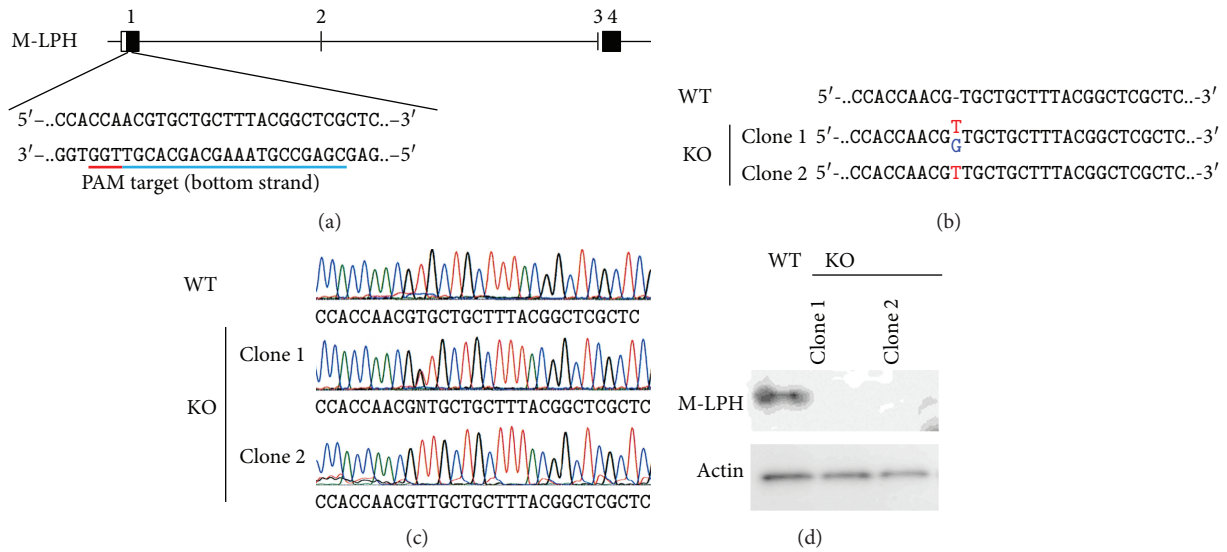 1 2 3 4
M-LPH
5′–..CCACCAACGTGCTGCTTTACGGCTCGCTC..–3′
3′–..GGTGGTTGCACGACGAAATGCCGAGCGAG..–5′
PAM target (bottom strand)
(a)
WT 5′-..CCACCAACG-TGCTGCTTTACGGCTCGCTC..-3′
T
KO Clone 1 5′-..CCACCAACG TGCTGCTTTACGGCTCGCTC..-3′
G
Clone 2 5′-..CCACCAACGTTGCTGCTTTACGGCTCGCTC..-3′
(b)
WT
CCACCAACGTGCTGCTTTACGGCTCGCTC
KO
Clone 1
CCACCAACGNTGCTGCTTTACGGCTCGCTC
Clone 2
CCACCAACGTTGCTGCTTTACGGCTCGCTC
(c)
WT KO
Clone 1
Clone 2
M-LPH
Actin
(d)